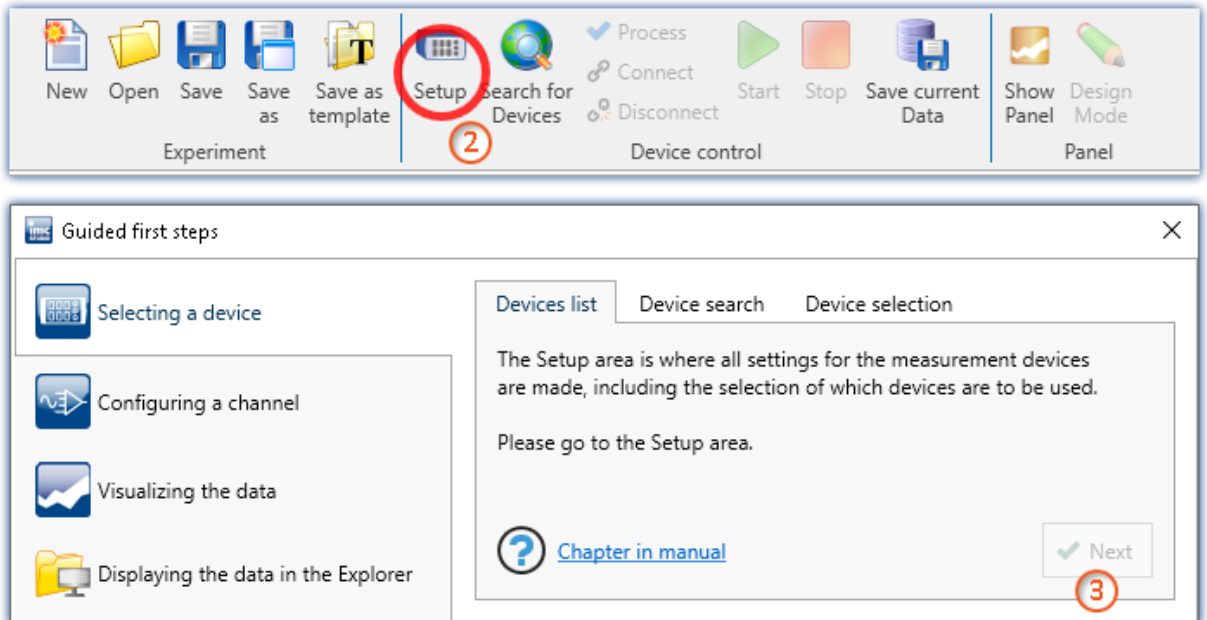 New Open Save Save as Save as template Setup Search for Devices Process Connect Disconnect Start Stop Save current Data Show Panel Design Mode
T
2
Experiment Device control Panel
imc
Guided first steps
Selecting a device
Configuring a channel
Visualizing the data
Displaying the data in the Explorer
Devices list Device search Device selection
The Setup area is where all settings for the measurement devices
are made, including the selection of which devices are to be used.
Please go to the Setup area.
? Chapter in manual
Next
3